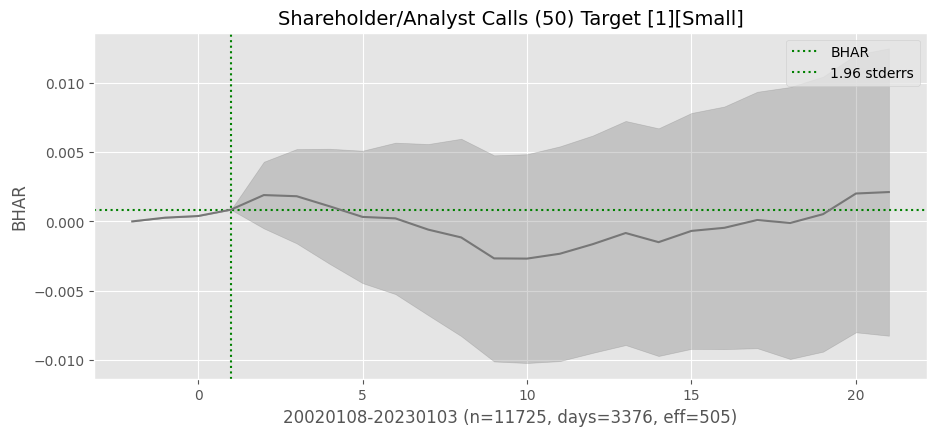 Shareholder/Analyst Calls (50) Target [1][Small]
BHAR
1.96 stderrs
0.010
0.005
0.000
−0.005
−0.010
BHAR
0
5
10
15
20
20020108-20230103 (n=11725, days=3376, eff=505)